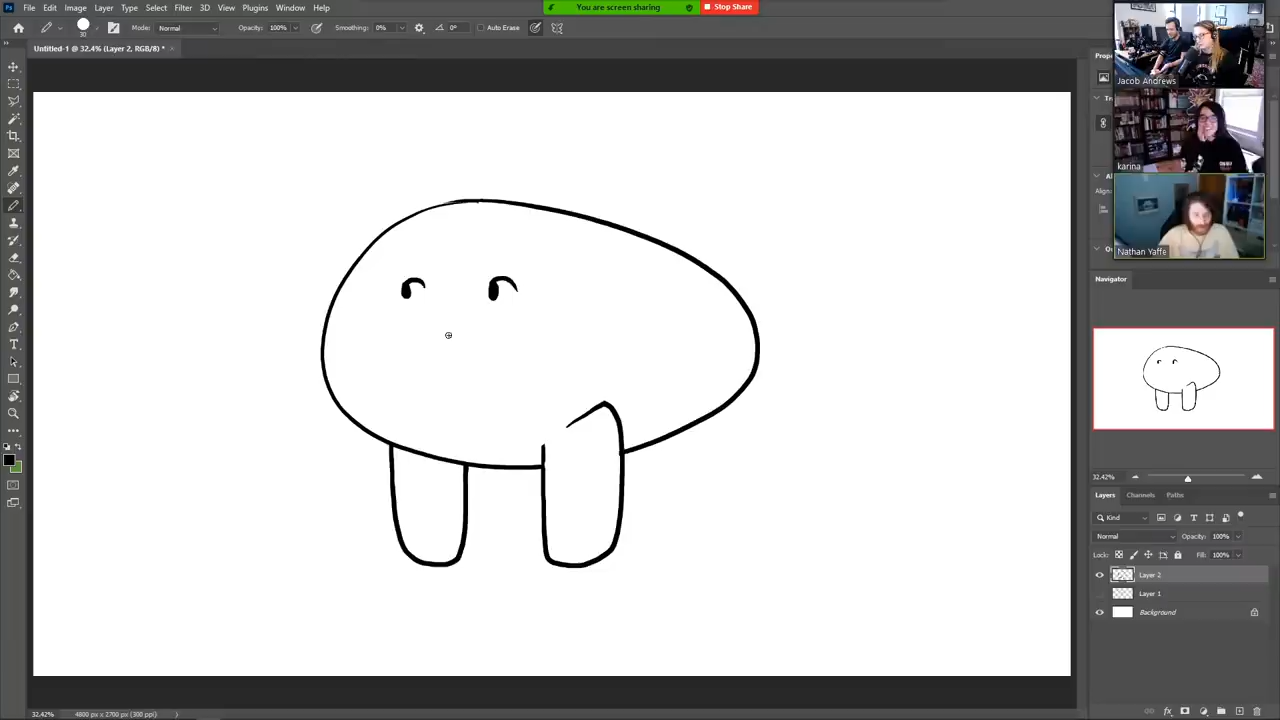 File Edit Image Layer Type Select Filter 3D View Plugins Window Help
You are screen sharing Stop Share
30 Mode: Normal Opacity: 100% Smoothing: 0% 0° Auto Erase
Untitled-1 @ 32.4% (Layer 2, RGB/8) *
Jacob Andrews
karina
Nathan Yaffe
Navigator
32.42%
Layers Channels Paths
Kind
Normal Opacity: 100%
Lock: Fill: 100%
Layer 2
Layer 1
Background
32.42% 4800 px x 2700 px (300 ppi)